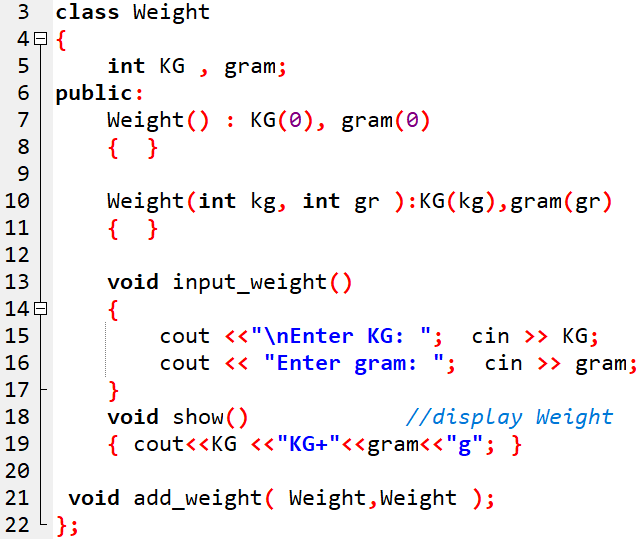 3 class Weight
4 {
5 int KG , gram;
6 public:
7 Weight() : KG(0), gram(0)
8 { }
9
10 Weight(int kg, int gr ):KG(kg),gram(gr)
11 { }
12
13 void input_weight()
14 {
15 cout <<"\nEnter KG: "; cin >> KG;
16 cout << "Enter gram: "; cin >> gram;
17 }
18 void show() //display Weight
19 { cout<<KG <<"KG+"<<gram<<"g"; }
20
21 void add_weight( Weight,Weight );
22 };